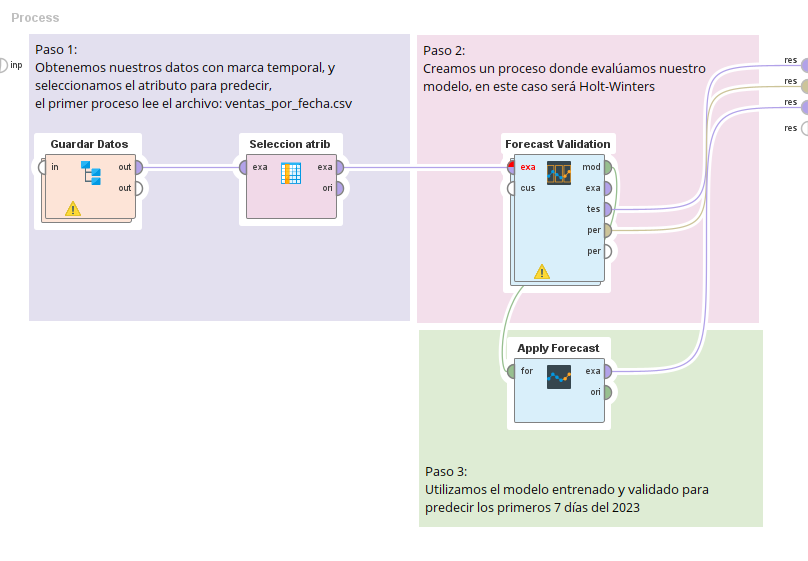 Process
inp
Paso 1:
Obtenemos nuestros datos con marca temporal, y
seleccionamos el atributo para predecir,
el primer proceso lee el archivo: ventas_por_fecha.csv
Guardar Datos
in
out
out
Seleccion atrib
exa
exa
ori
Paso 2:
Creamos un proceso donde evalúamos nuestro
modelo, en este caso será Holt-Winters
Forecast Validation
exa
mod
cus
exa
tes
per
per
res
res
res
res
Apply Forecast
for
exa
ori
Paso 3:
Utilizamos el modelo entrenado y validado para
predecir los primeros 7 días del 2023